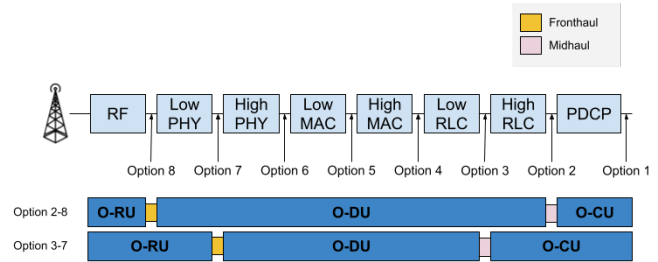 Fronthaul
Midhaul
RF
Low
PHY
High
PHY
Low
MAC
High
MAC
Low
RLC
High
RLC
PDCP
Option 8
Option 7
Option 6
Option 5
Option 4
Option 3
Option 2
Option 1
Option 2-8
O-RU
O-DU
O-CU
Option 3-7
O-RU
O-DU
O-CU